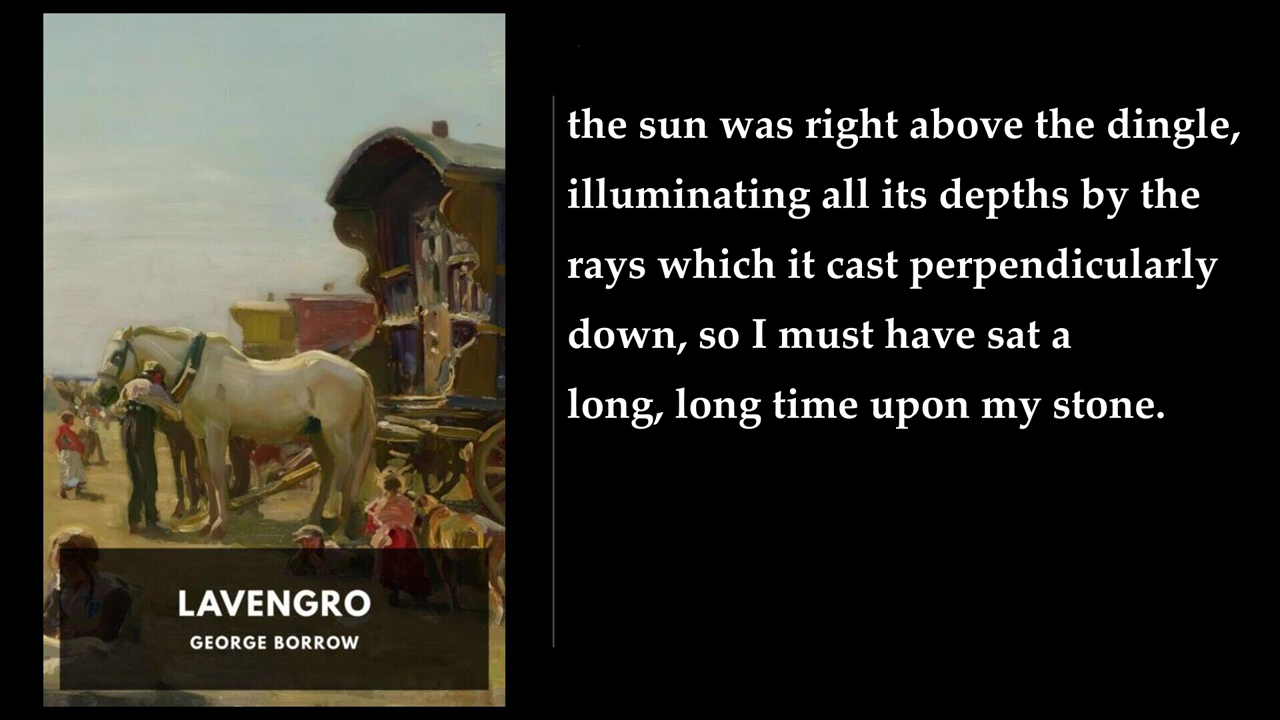 the sun was right above the dingle,
illuminating all its depths by the
rays which it cast perpendicularly
down, so I must have sat a
long, long time upon my stone.
LAVENGRO
GEORGE BORROW